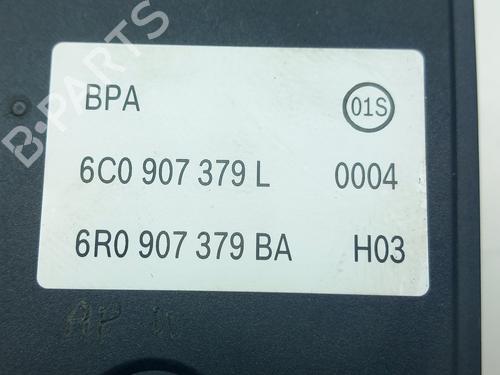 B-PARTS
BPA 01S
6C0 907 379 L 0004
6R0 907 379 BA H03